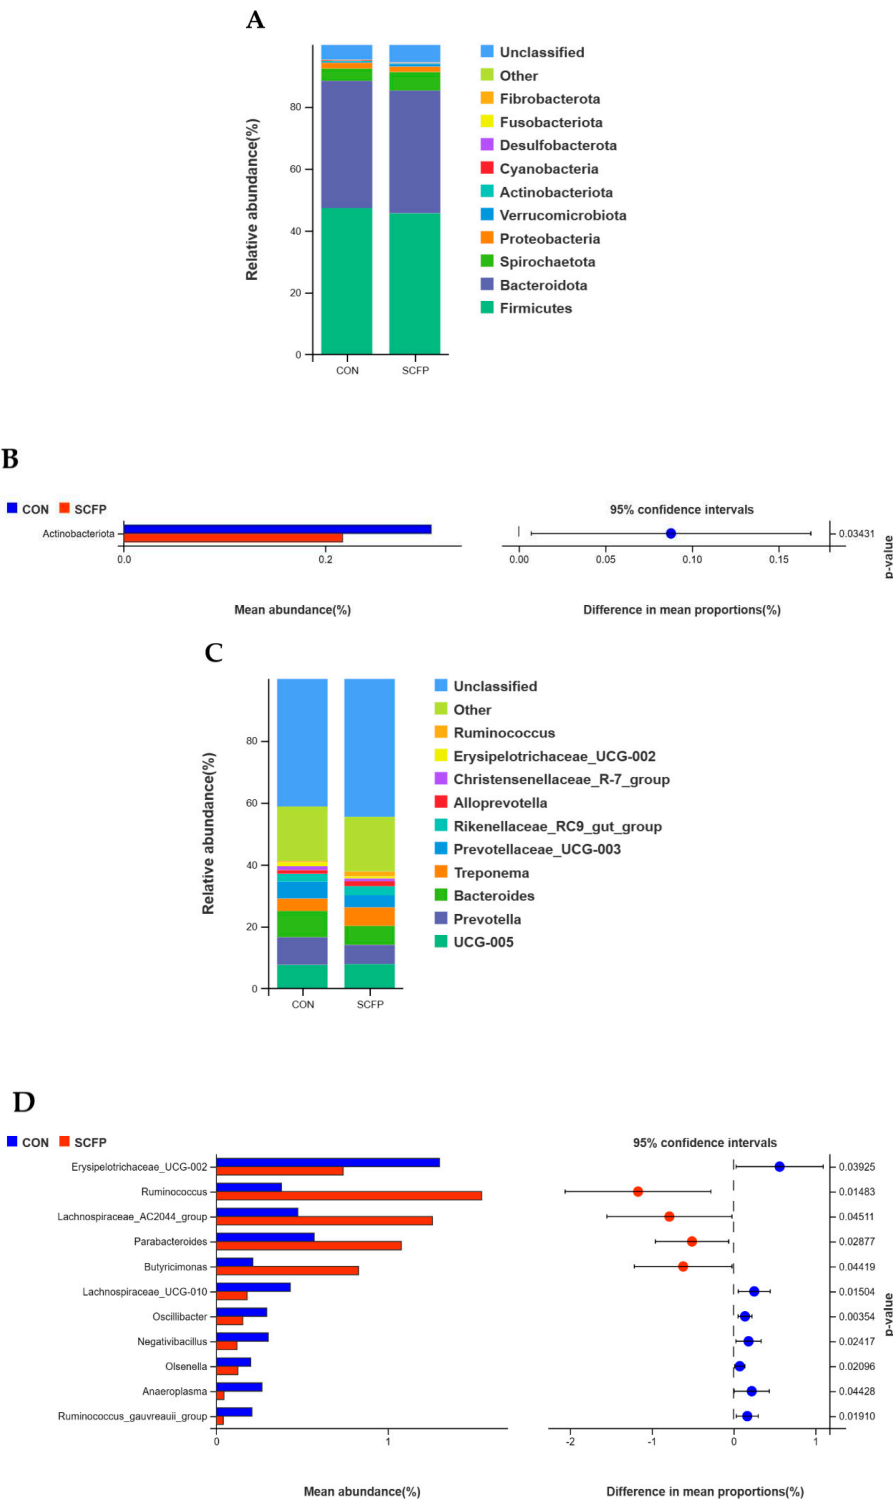 A
Relative abundance(%)
80
60
40
20
0
CON
SCFP
Unclassified
Other
Fibrobacterota
Fusobacteriota
Desulfobacterota
Cyanobacteria
Actinobacteriota
Verrucomicrobiota
Proteobacteria
Spirochaetota
Bacteroidota
Firmicutes
B
CON SCFP
95% confidence intervals
Actinobacteriota
0.03431
0.0 0.2
0.00 0.05 0.10 0.15
p-value
Mean abundance(%)
Difference in mean proportions(%)
C
Relative abundance(%)
80
60
40
20
0
CON
SCFP
Unclassified
Other
Ruminococcus
Erysipelotrichaceae_UCG-002
Christensenellaceae_R-7_group
Alloprevotella
Rikenellaceae_RC9_gut_group
Prevotellaceae_UCG-003
Treponema
Bacteroides
Prevotella
UCG-005
D
CON SCFP
95% confidence intervals
Erysipelotrichaceae_UCG-002 0.03925
Ruminococcus 0.01483
Lachnospiraceae_AC2044_group 0.04511
Parabacteroides 0.02877
Butyricimonas 0.04419
Lachnospiraceae_UCG-010 0.01504
Oscillibacter 0.00354
Negativibacillus 0.02417
Olsenella 0.02096
Anaeroplasma 0.04428
Ruminococcus_gauvreauii_group 0.01910
p-value
0 1
-2 -1 0 1
Mean abundance(%)
Difference in mean proportions(%)